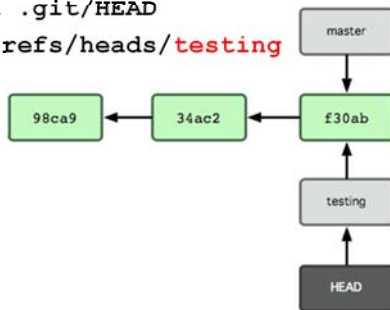 .git/HEAD
refs/heads/testing
master
98ca9
34ac2
f30ab
testing
HEAD